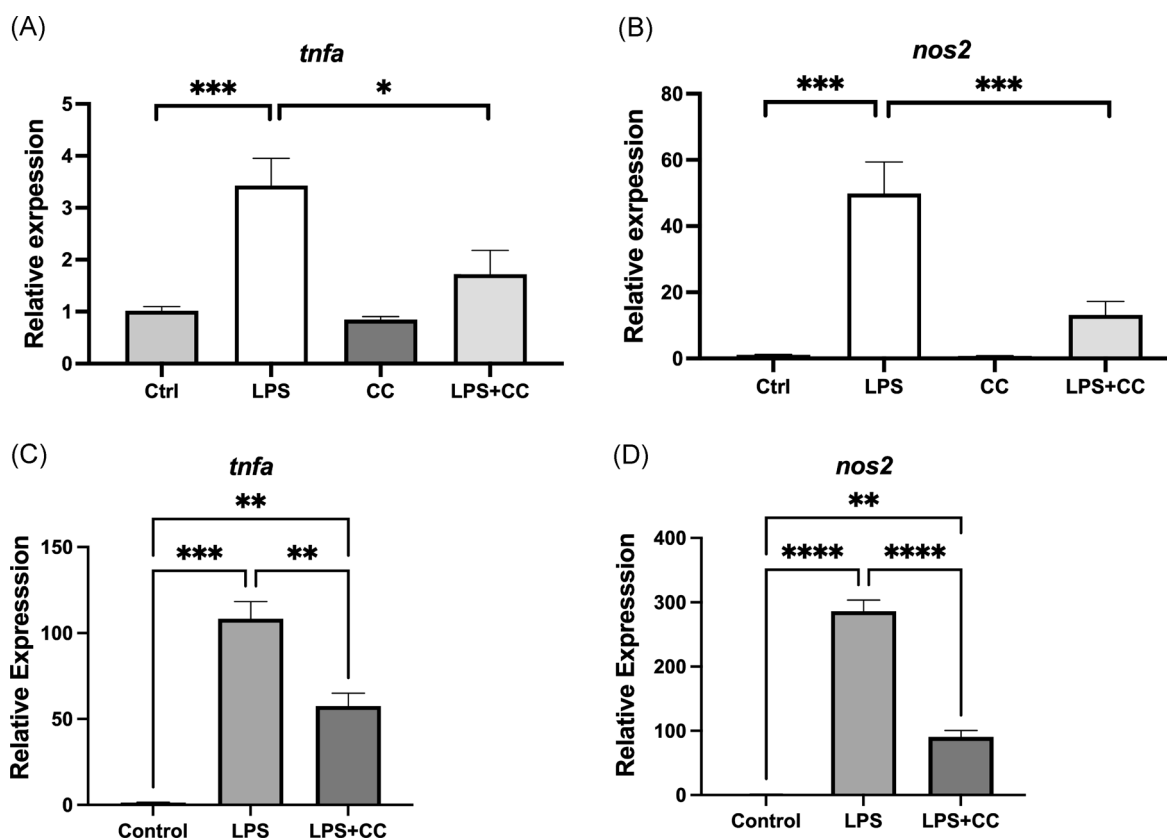 (A)
tnfa
*** *
Relative exrpession
5
4
3
2
1
0
Ctrl LPS CC LPS+CC
(B)
nos2
*** ***
Relative exrpession
80
60
40
20
0
Ctrl LPS CC LPS+CC
(C)
tnfa
**
*** **
Relative Expresssion
150
100
50
0
Control LPS LPS+CC
(D)
nos2
**
**** ****
Relative Expression
400
300
200
100
0
Control LPS LPS+CC